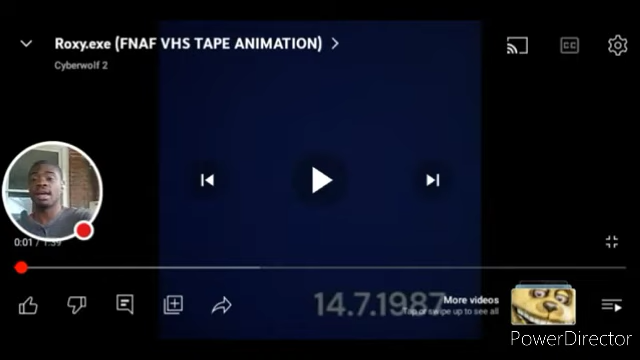 Roxy.exe (FNAF VHS TAPE ANIMATION)
Cyberwolf 2
CC
0:01 / 1:39
14.7.1987
More videos
Tap or swipe up to see all
PowerDirector